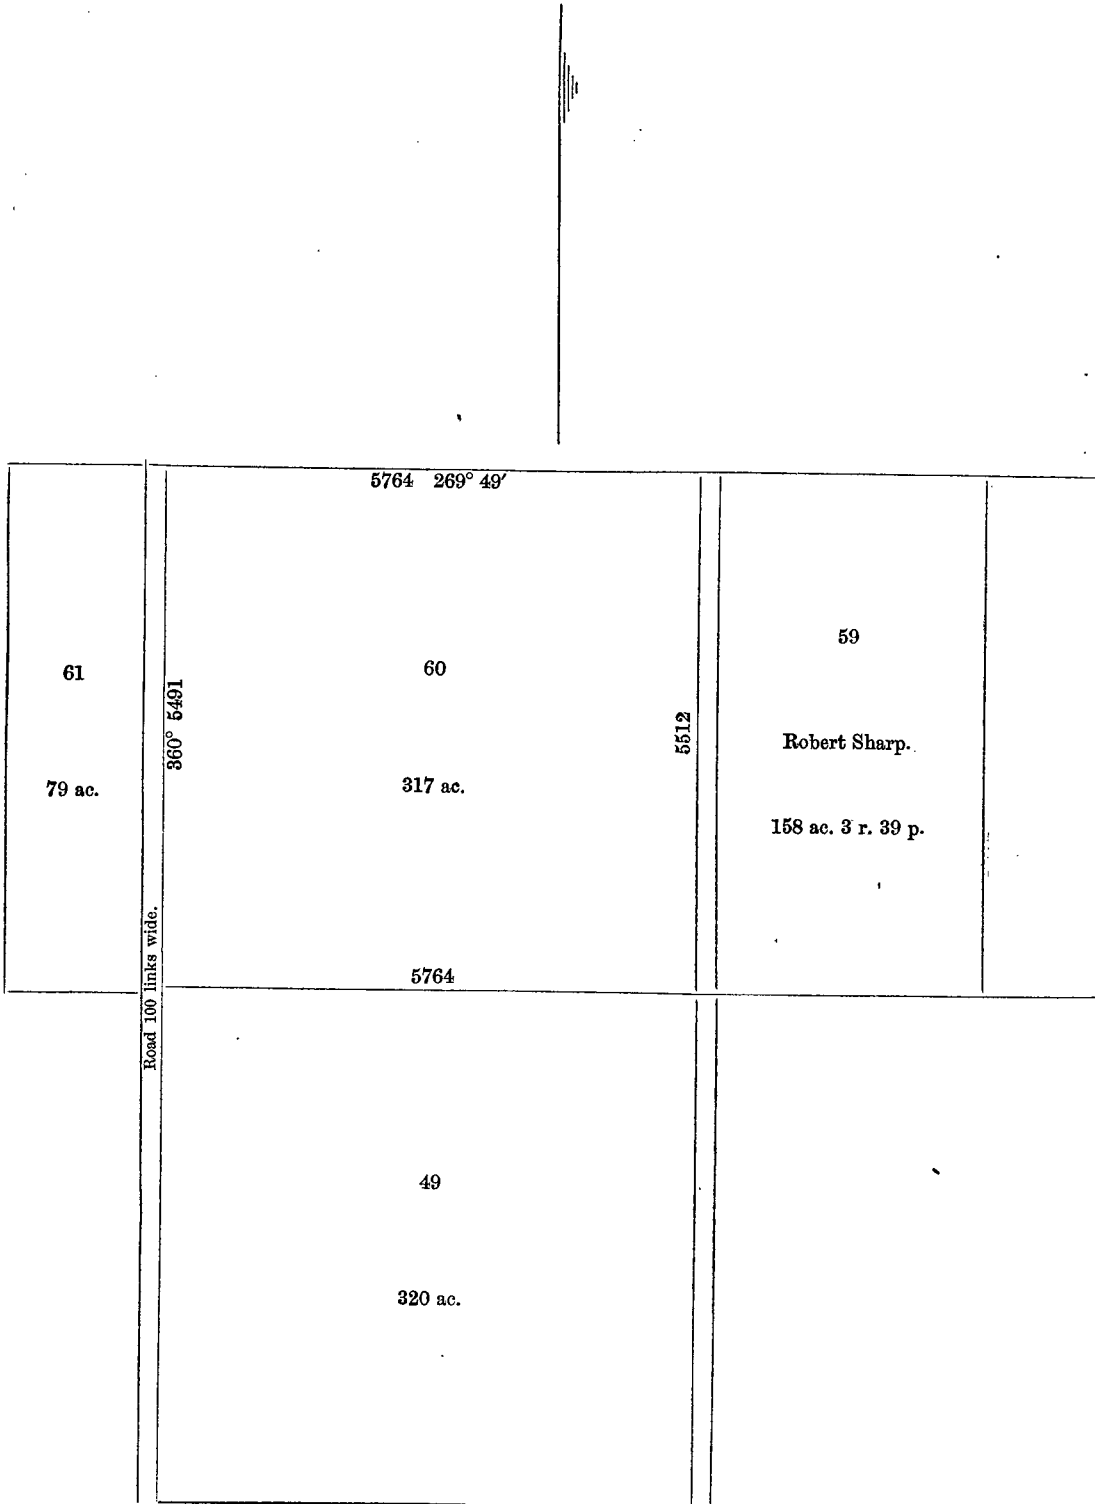 5764 269° 49′
59
60
61
360° 5491
5512
Robert Sharp.
317 ac.
79 ac.
158 ac. 3 r. 39 p.
Road 100 links wide.
5764
49
320 ac.